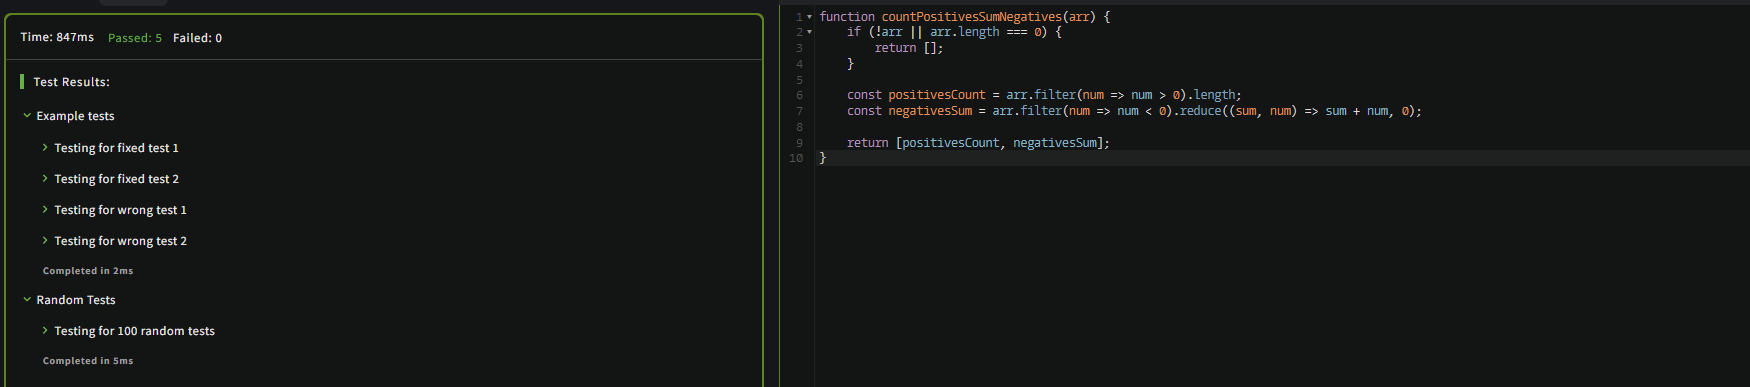 Time: 847ms Passed: 5 Failed: 0
Test Results:
Example tests
Testing for fixed test 1
Testing for fixed test 2
Testing for wrong test 1
Testing for wrong test 2
Completed in 2ms
Random Tests
Testing for 100 random tests
Completed in 5ms
1 function countPositivesSumNegatives(arr) {
2     if (!arr || arr.length === 0) {
3         return [];
4     }
5
6     const positivesCount = arr.filter(num => num > 0).length;
7     const negativesSum = arr.filter(num => num < 0).reduce((sum, num) => sum + num, 0);
8
9     return [positivesCount, negativesSum];
10 }